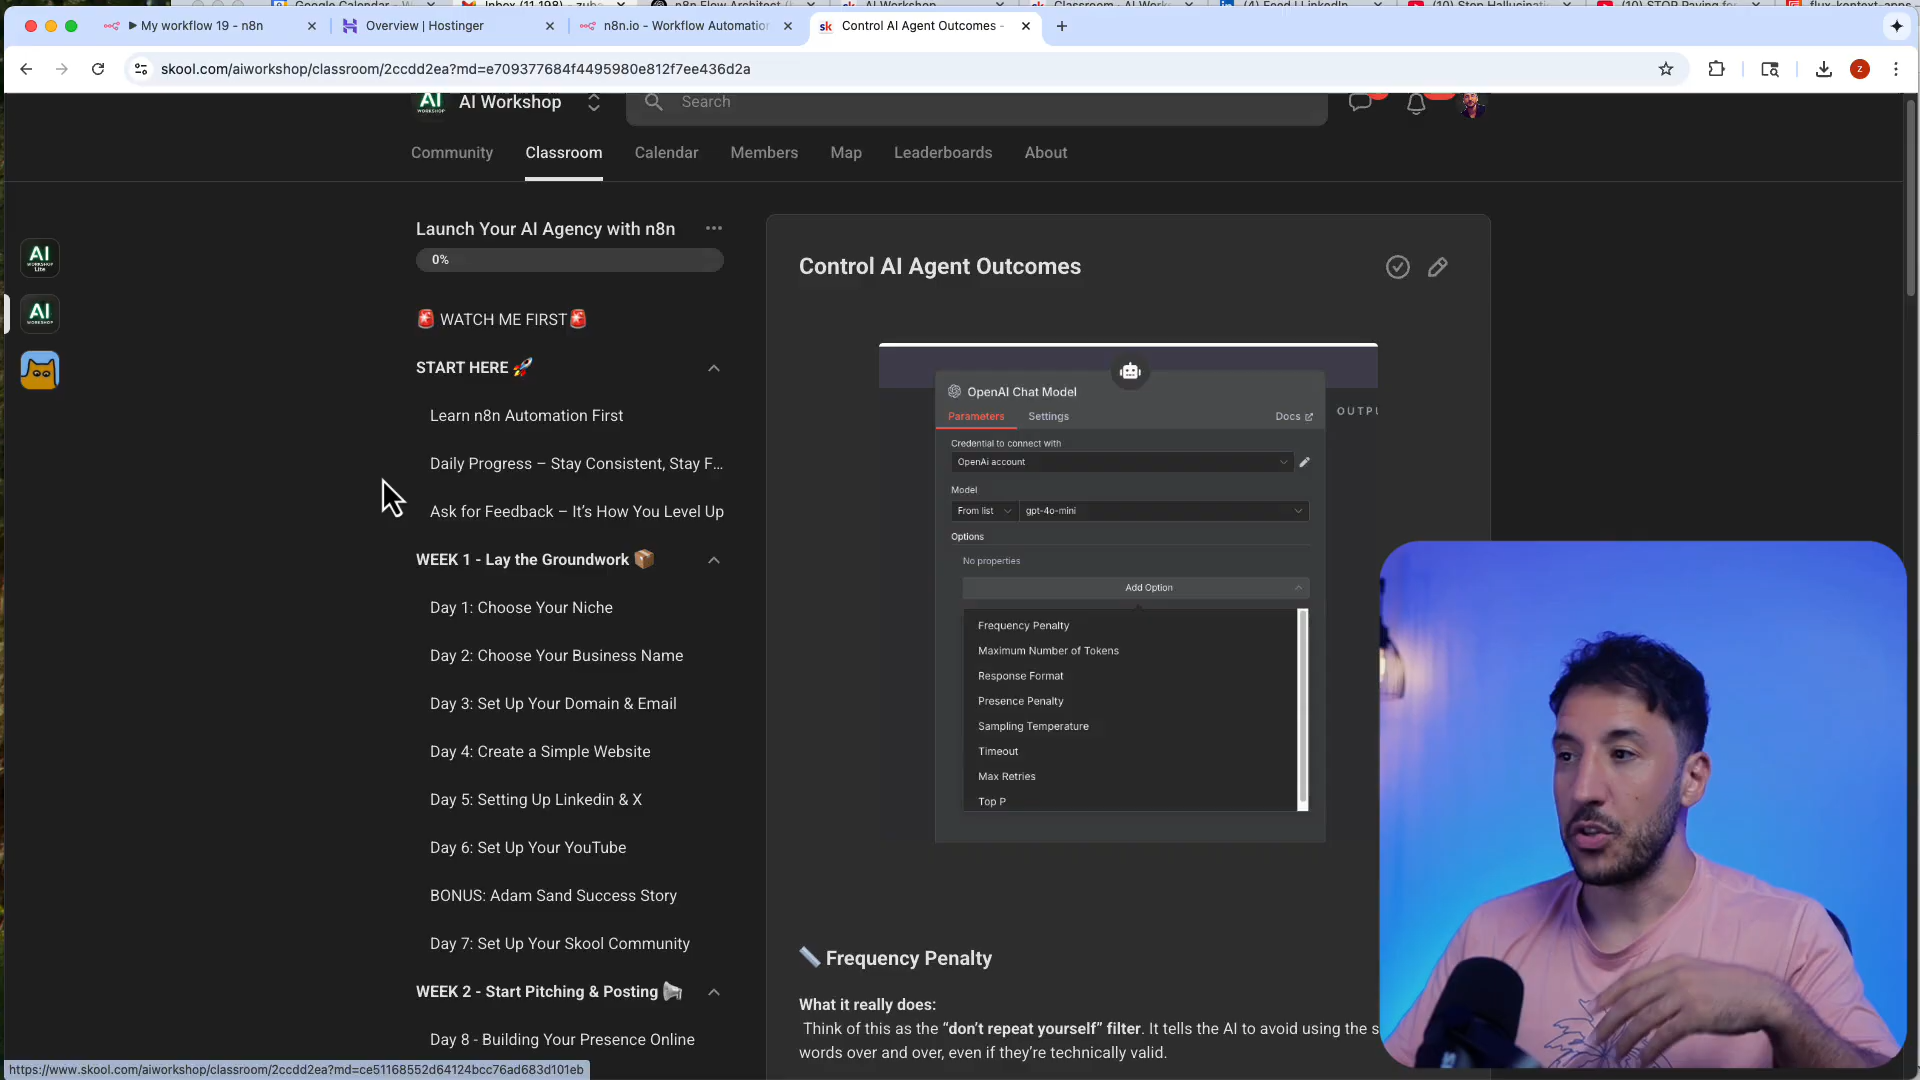 My workflow 19 - n8n
Overview | Hostinger
n8n.io - Workflow Automation
Control AI Agent Outcomes -
skool.com/aiworkshop/classroom/2ccdd2ea?md=e709377684f4495980e812f7ee436d2a
AI Workshop
Search
Community
Classroom
Calendar
Members
Map
Leaderboards
About
AI
WORKSHOP
Lite
AI
WORKSHOP
Launch Your AI Agency with n8n
0%
🚨 WATCH ME FIRST🚨
START HERE 🚀
Learn n8n Automation First
Daily Progress – Stay Consistent, Stay F...
Ask for Feedback – It's How You Level Up
WEEK 1 - Lay the Groundwork 📦
Day 1: Choose Your Niche
Day 2: Choose Your Business Name
Day 3: Set Up Your Domain & Email
Day 4: Create a Simple Website
Day 5: Setting Up Linkedin & X
Day 6: Set Up Your YouTube
BONUS: Adam Sand Success Story
Day 7: Set Up Your Skool Community
WEEK 2 - Start Pitching & Posting 📢
Day 8 - Building Your Presence Online
Control AI Agent Outcomes
OpenAI Chat Model
Parameters
Settings
Docs
OUTPU
Credential to connect with
OpenAi account
Model
From list
gpt-4o-mini
Options
No properties
Add Option
Frequency Penalty
Maximum Number of Tokens
Response Format
Presence Penalty
Sampling Temperature
Timeout
Max Retries
Top P
Frequency Penalty
What it really does:
Think of this as the “don't repeat yourself” filter. It tells the AI to avoid using the s
words over and over, even if they're technically valid.
https://www.skool.com/aiworkshop/classroom/2ccdd2ea?md=ce51168552d64124bcc76ad683d101eb